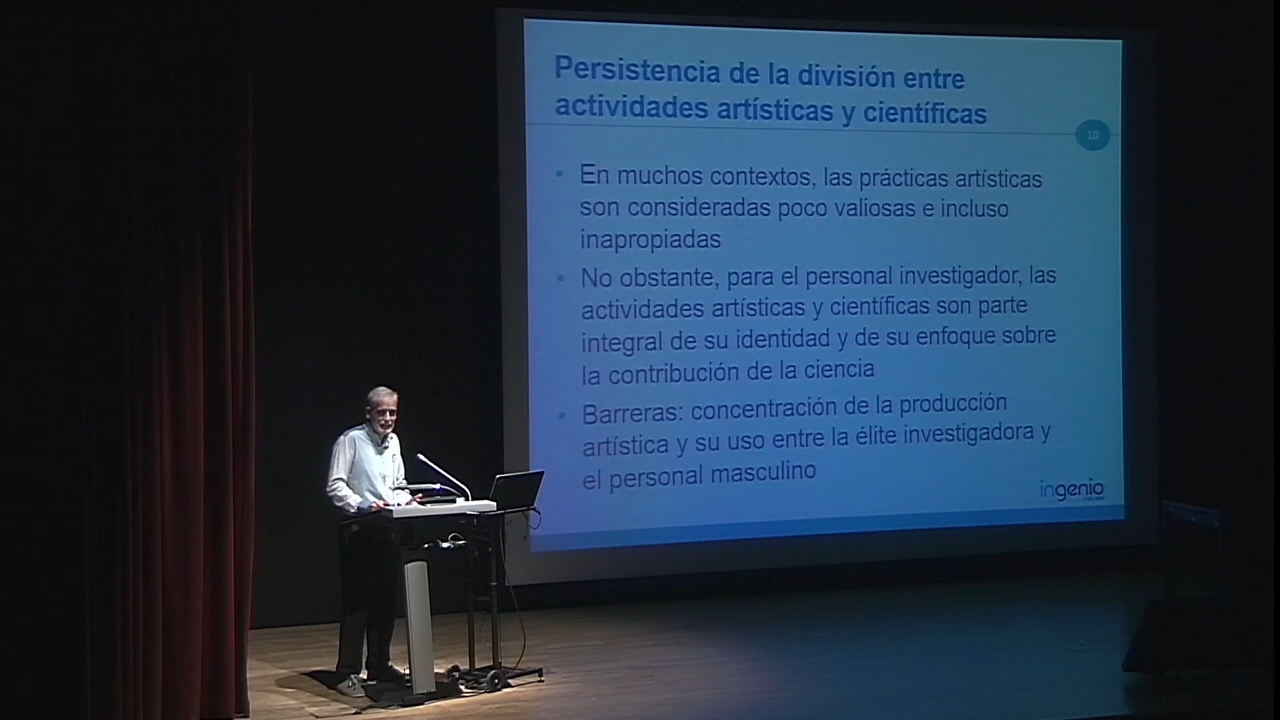 Persistencia de la división entre
actividades artísticas y científicas
10
En muchos contextos, las prácticas artísticas
son consideradas poco valiosas e incluso
inapropiadas
No obstante, para el personal investigador, las
actividades artísticas y científicas son parte
integral de su identidad y de su enfoque sobre
la contribución de la ciencia
Barreras: concentración de la producción
artística y su uso entre la élite investigadora y
el personal masculino
ingenio